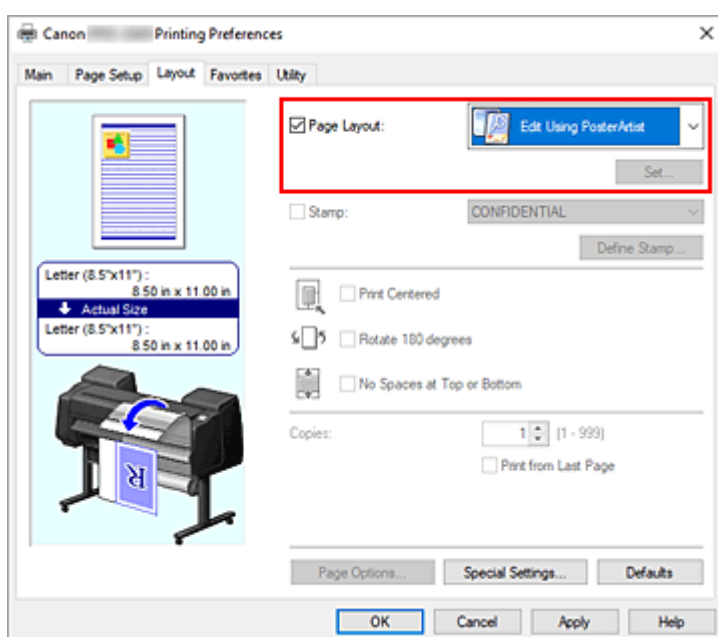 Canon Printing Preferences
Main Page Setup Layout Favorites Utility
Page Layout: Edit Using PosterArtist
Set...
Stamp: CONFIDENTIAL
Define Stamp...
Letter (8.5"x11") :
8.50 in x 11.00 in
Actual Size
Letter (8.5"x11") :
8.50 in x 11.00 in
Print Centered
Rotate 180 degrees
No Spaces at Top or Bottom
Copies: 1 (1 - 999)
Print from Last Page
R
Page Options... Special Settings... Defaults
OK Cancel Apply Help